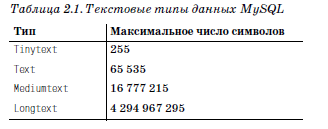 Таблица 2.1. Текстовые типы данных MySQL
Тип Максимальное число символов
Tinytext 255
Text 65 535
Mediumtext 16 777 215
Longtext 4 294 967 295